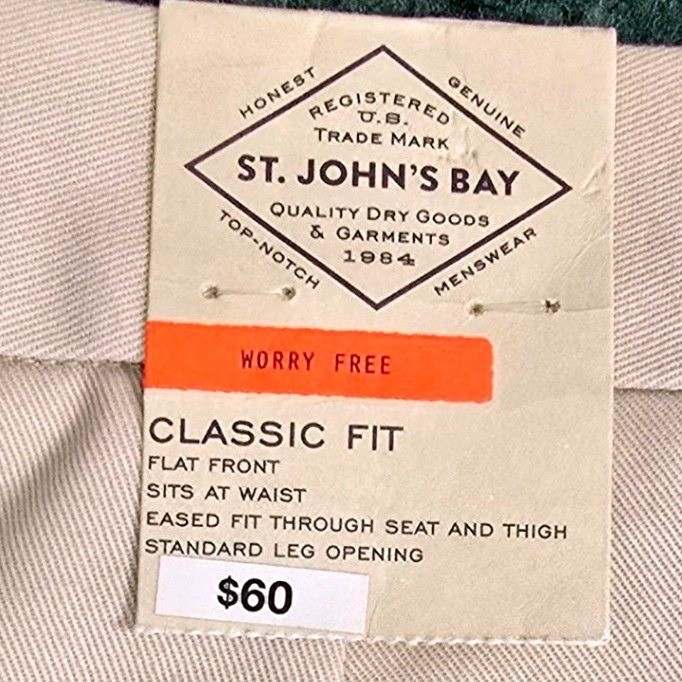 HONEST
GENUINE
REGISTERED
U.S.
TRADE MARK
ST. JOHN'S BAY
QUALITY DRY GOODS
& GARMENTS
1984
TOP-NOTCH
MENSWEAR
WORRY FREE
CLASSIC FIT
FLAT FRONT
SITS AT WAIST
EASED FIT THROUGH SEAT AND THIGH
STANDARD LEG OPENING
$60